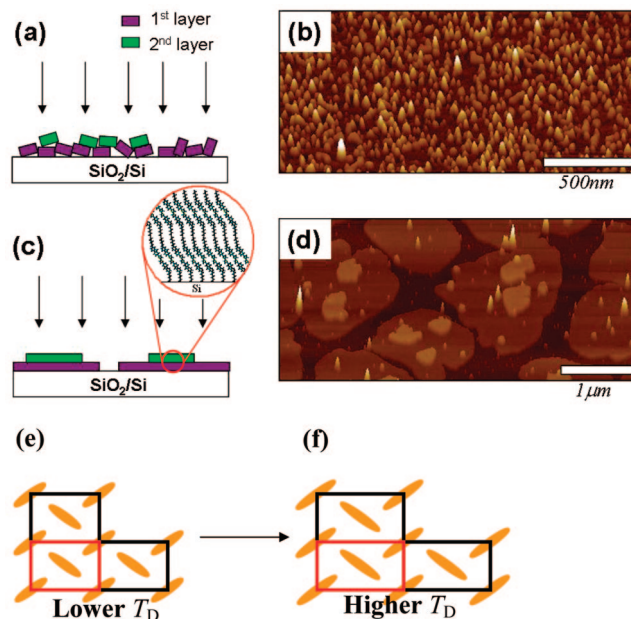 (a)
1st layer
2nd layer
SiO2/Si
(b)
500nm
(c)
Si
SiO2/Si
(d)
1μm
(e)
(f)
Lower TD
Higher TD